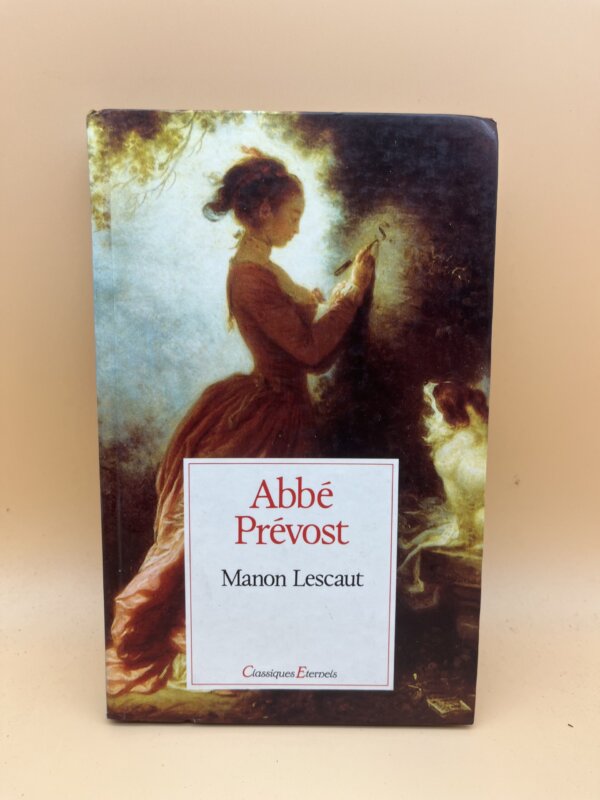 Abbé
Prévost
Manon Lescaut
Classiques Eternels